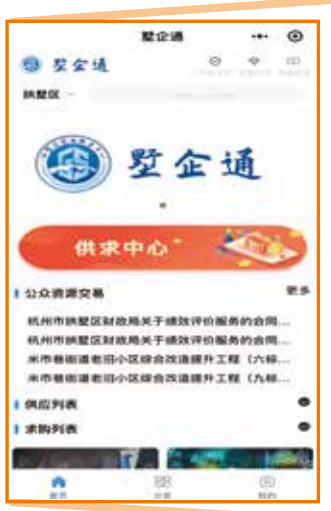 墅企通
墅企通
拱墅区
墅企通
供求中心
公众资源交易
更多
杭州市拱墅区财政局关于绩效评价服务的合同...
杭州市拱墅区财政局关于绩效评价服务的合同...
米市巷街道老旧小区综合改造提升工程（六标...
米市巷街道老旧小区综合改造提升工程（九标...
供应列表
求购列表
首页
分类
我的